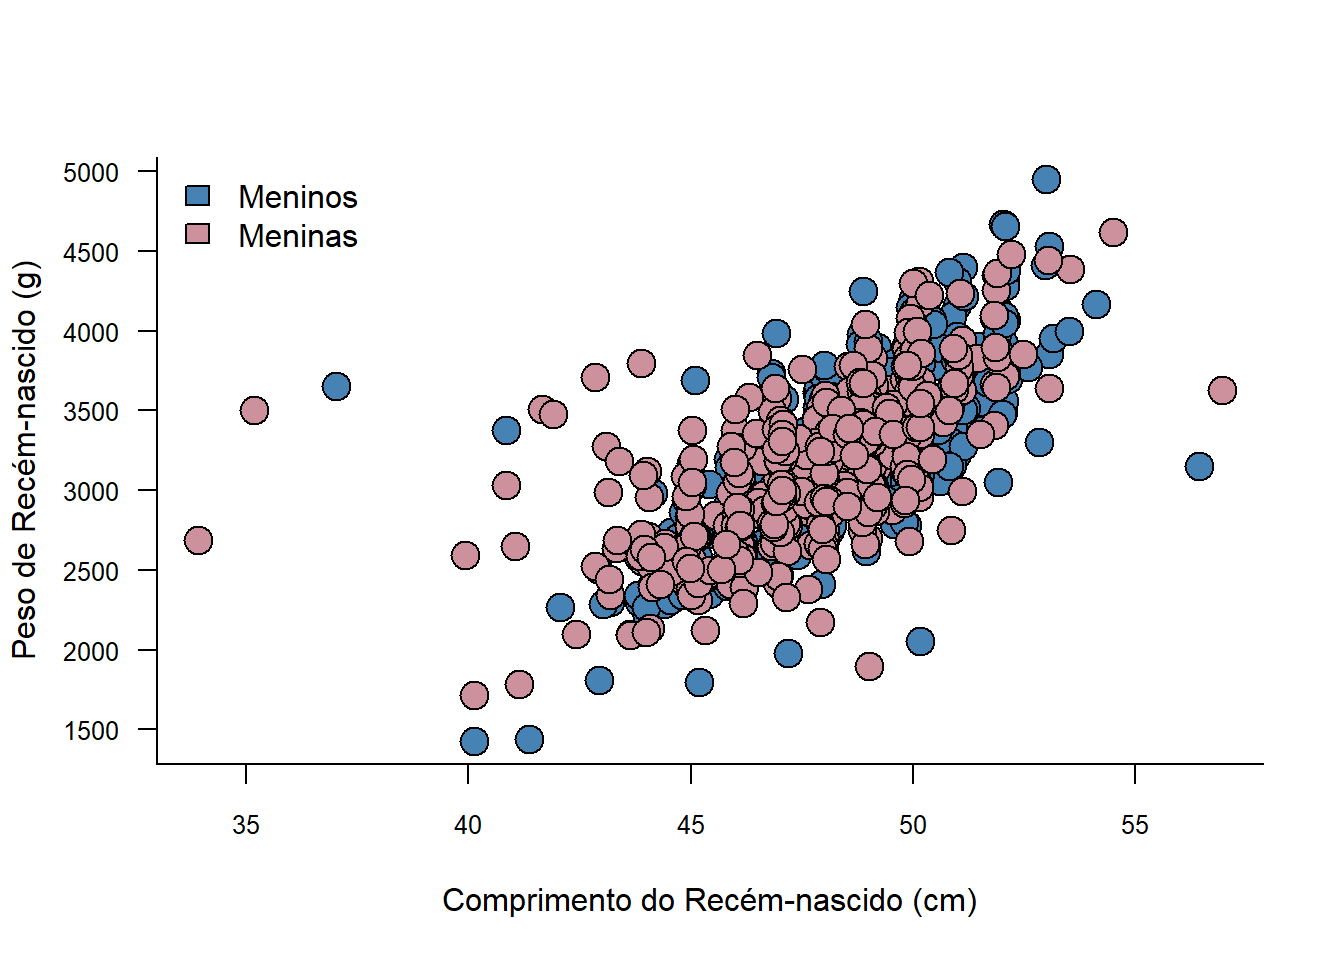 Meninos
Meninas
Peso de Recém-nascido (g)
5000
4500
4000
3500
3000
2500
2000
1500
35 40 45 50 55
Comprimento do Recém-nascido (cm)